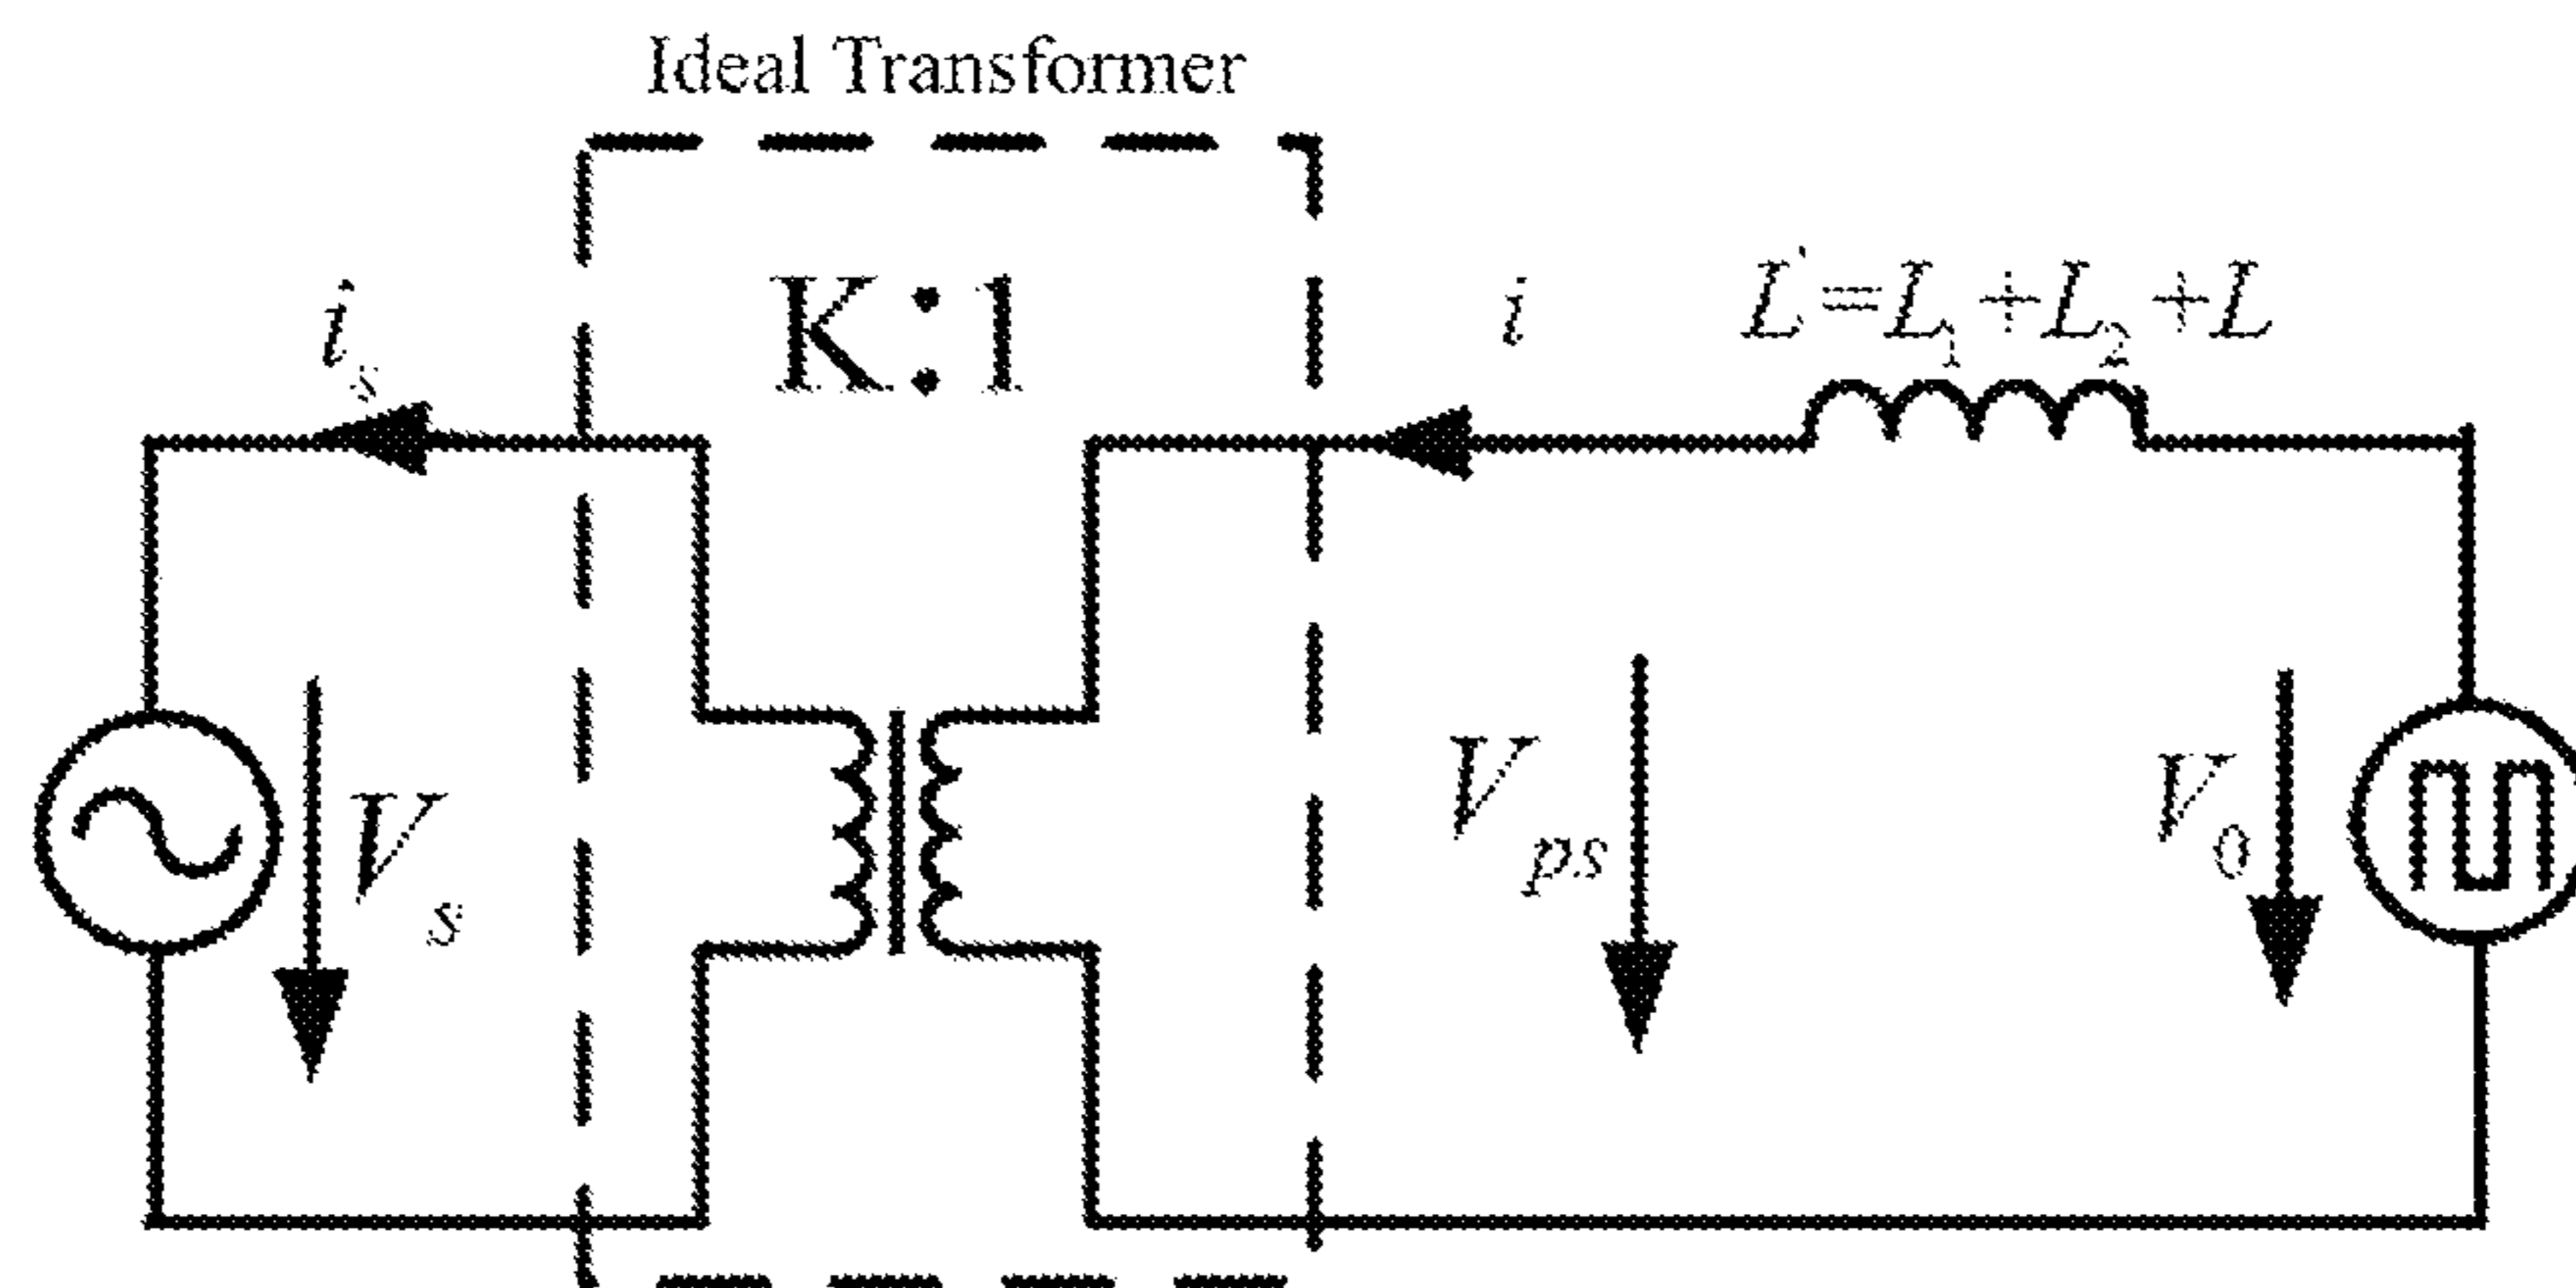 Ideal Transformer
K:1
i_s
i
L'=L_1+L_2+L
V_s
V_ps
V_0